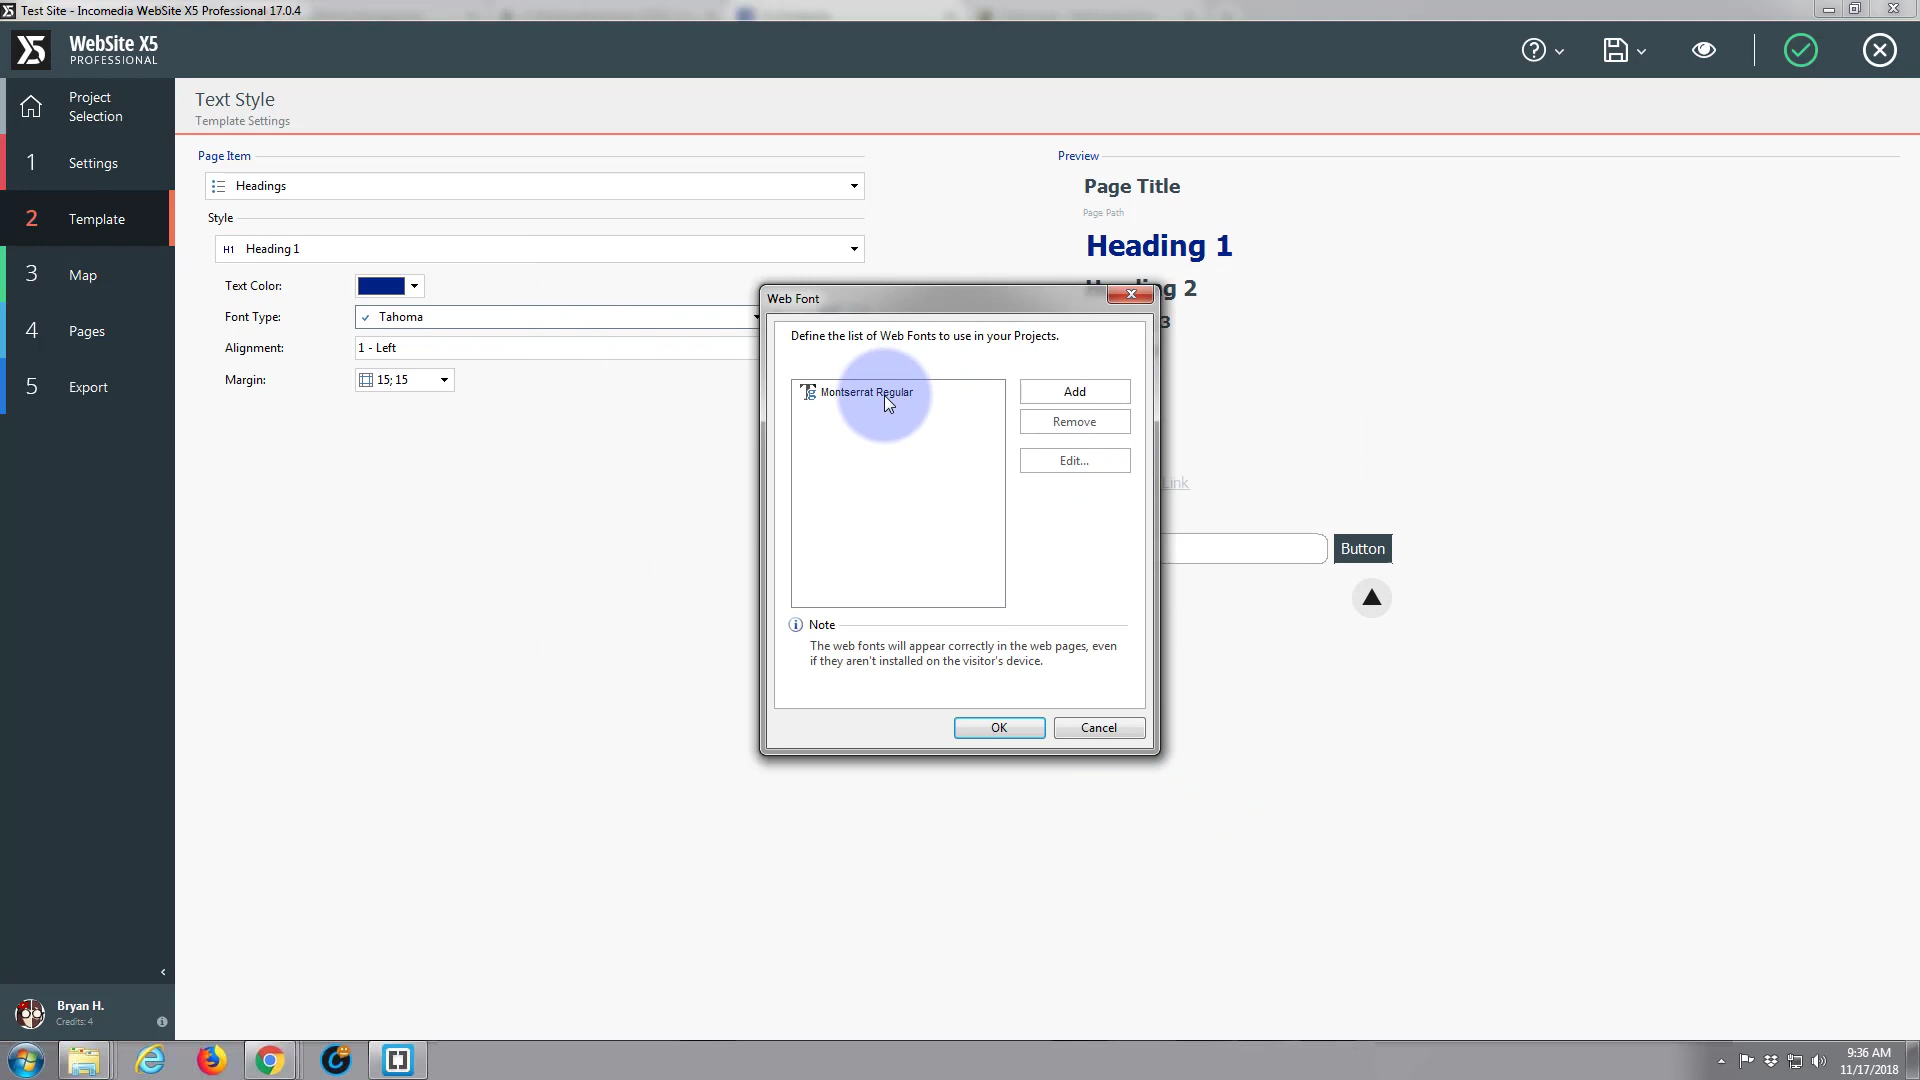 Test Site - Incomedia WebSite X5 Professional 17.0.4
WebSite X5
PROFESSIONAL
Project
Selection
1 Settings
2 Template
3 Map
4 Pages
5 Export
Bryan H.
Credits: 4
Text Style
Template Settings
Page Item
Headings
Style
H1 Heading 1
Text Color:
Font Type:
Tahoma
Alignment:
1 - Left
Margin:
15; 15
Preview
Page Title
Page Path
Heading 1
Heading 2
3
Link
Button
Web Font
Define the list of Web Fonts to use in your Projects.
Montserrat Regular
Add
Remove
Edit...
Note
The web fonts will appear correctly in the web pages, even
if they aren't installed on the visitor's device.
OK
Cancel
9:36 AM
11/17/2018